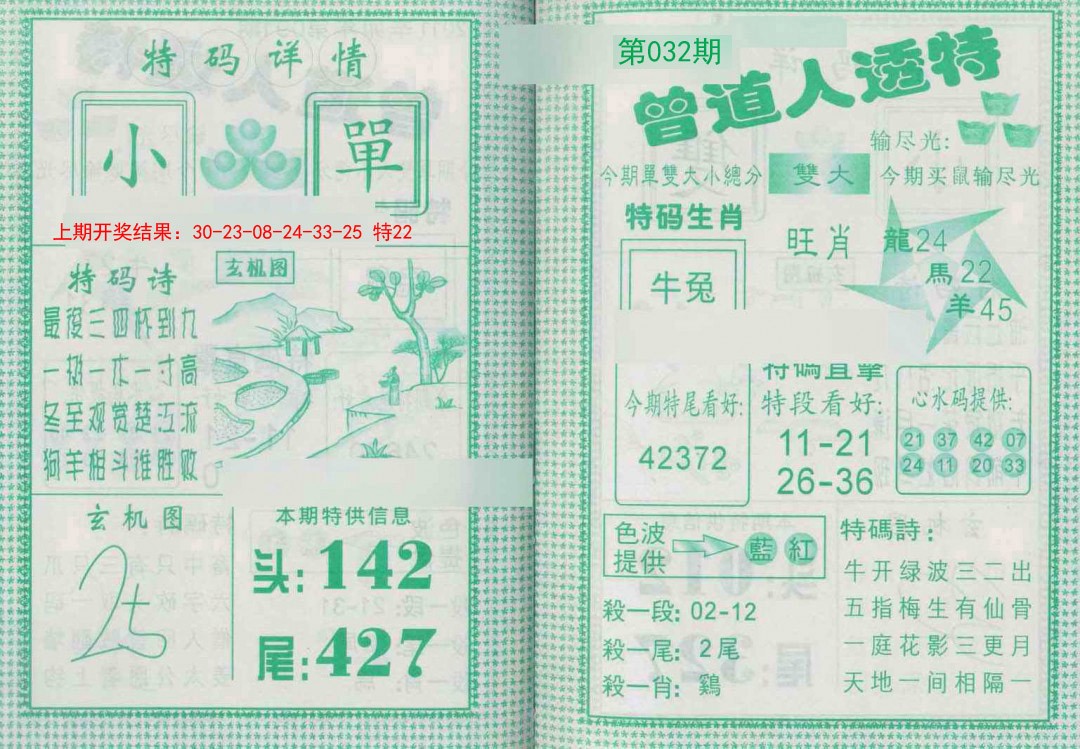 特码详情
小
單
上期开奖结果：30-23-08-24-33-25 特22
特码诗
最後三四杯到九
一树一木一寸高
冬至观赏楚江流
狗羊相斗谁胜败
玄机图
玄机图
本期特供信息
头:142
尾:427
第032期
曾道人透特
输尽光:
今期單雙大小總分
雙大
今期买鼠输尽光
特码生肖
牛兔
旺肖
龍24
馬22
羊45
今期特尾看好:
42372
特碼直擊
特段看好:
11-21
26-36
心水码提供:
21 37 42 07
24 11 20 33
色波
提供
藍 紅
殺一段: 02-12
殺一尾: 2尾
殺一肖: 鷄
特碼詩:
牛开绿波三二出
五指梅生有仙骨
一庭花影三更月
天地一间相隔一